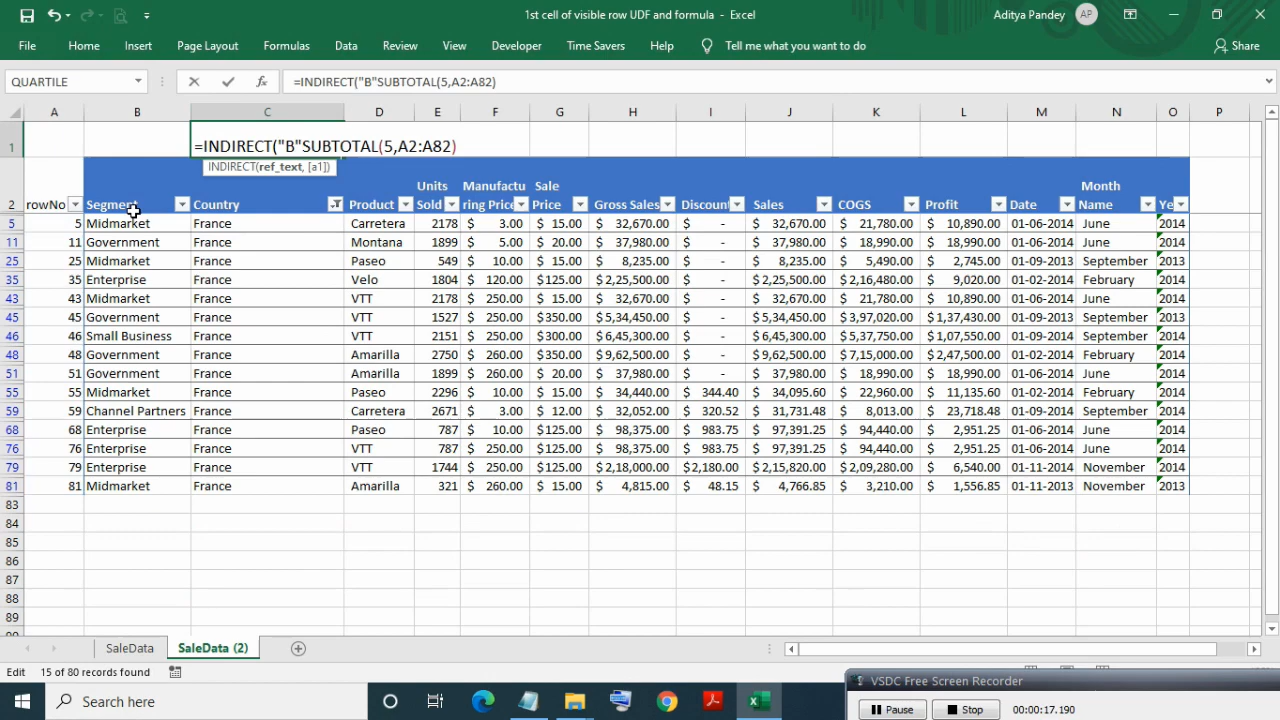 1st cell of visible row UDF and formula - Excel Aditya Pandey AP
File Home Insert Page Layout Formulas Data Review View Developer Time Savers Help Tell me what you want to do Share
QUARTILE fx =INDIRECT("B"SUBTOTAL(5,A2:A82)
A B C D E F G H I J K L M N O P
1 =INDIRECT("B"SUBTOTAL(5,A2:A82)
INDIRECT(ref_text, [a1])
Units Manufactu Sale Month
2 rowNo Segment Country Product Sold ring Price Price Gross Sales Discount Sales COGS Profit Date Name Ye
5 5 Midmarket France Carretera 2178 $ 3.00 $ 15.00 $ 32,670.00 $ - $ 32,670.00 $ 21,780.00 $ 10,890.00 01-06-2014 June 2014
11 11 Government France Montana 1899 $ 5.00 $ 20.00 $ 37,980.00 $ - $ 37,980.00 $ 18,990.00 $ 18,990.00 01-06-2014 June 2014
25 25 Midmarket France Paseo 549 $ 10.00 $ 15.00 $ 8,235.00 $ - $ 8,235.00 $ 5,490.00 $ 2,745.00 01-09-2013 September 2013
35 35 Enterprise France Velo 1804 $ 120.00 $125.00 $ 2,25,500.00 $ - $ 2,25,500.00 $ 2,16,480.00 $ 9,020.00 01-02-2014 February 2014
43 43 Midmarket France VTT 2178 $ 250.00 $ 15.00 $ 32,670.00 $ - $ 32,670.00 $ 21,780.00 $ 10,890.00 01-06-2014 June 2014
45 45 Government France VTT 1527 $ 250.00 $350.00 $ 5,34,450.00 $ - $ 5,34,450.00 $ 3,97,020.00 $ 1,37,430.00 01-09-2013 September 2013
46 46 Small Business France VTT 2151 $ 250.00 $300.00 $ 6,45,300.00 $ - $ 6,45,300.00 $ 5,37,750.00 $ 1,07,550.00 01-09-2014 September 2014
48 48 Government France Amarilla 2750 $ 260.00 $350.00 $ 9,62,500.00 $ - $ 9,62,500.00 $ 7,15,000.00 $ 2,47,500.00 01-02-2014 February 2014
51 51 Government France Amarilla 1899 $ 260.00 $ 20.00 $ 37,980.00 $ - $ 37,980.00 $ 18,990.00 $ 18,990.00 01-06-2014 June 2014
55 55 Midmarket France Paseo 2296 $ 10.00 $ 15.00 $ 34,440.00 $ 344.40 $ 34,095.60 $ 22,960.00 $ 11,135.60 01-02-2014 February 2014
59 59 Channel Partners France Carretera 2671 $ 3.00 $ 12.00 $ 32,052.00 $ 320.52 $ 31,731.48 $ 8,013.00 $ 23,718.48 01-09-2014 September 2014
68 68 Enterprise France Paseo 787 $ 10.00 $125.00 $ 98,375.00 $ 983.75 $ 97,391.25 $ 94,440.00 $ 2,951.25 01-06-2014 June 2014
76 76 Enterprise France VTT 787 $ 250.00 $125.00 $ 98,375.00 $ 983.75 $ 97,391.25 $ 94,440.00 $ 2,951.25 01-06-2014 June 2014
79 79 Enterprise France VTT 1744 $ 250.00 $125.00 $ 2,18,000.00 $2,180.00 $ 2,15,820.00 $ 2,09,280.00 $ 6,540.00 01-11-2014 November 2014
81 81 Midmarket France Amarilla 321 $ 260.00 $ 15.00 $ 4,815.00 $ 48.15 $ 4,766.85 $ 3,210.00 $ 1,556.85 01-11-2013 November 2013
83
84
85
86
87
88
89
SaleData SaleData (2)
Edit 15 of 80 records found
VSDC Free Screen Recorder
Search here Pause Stop 00:00:17.190